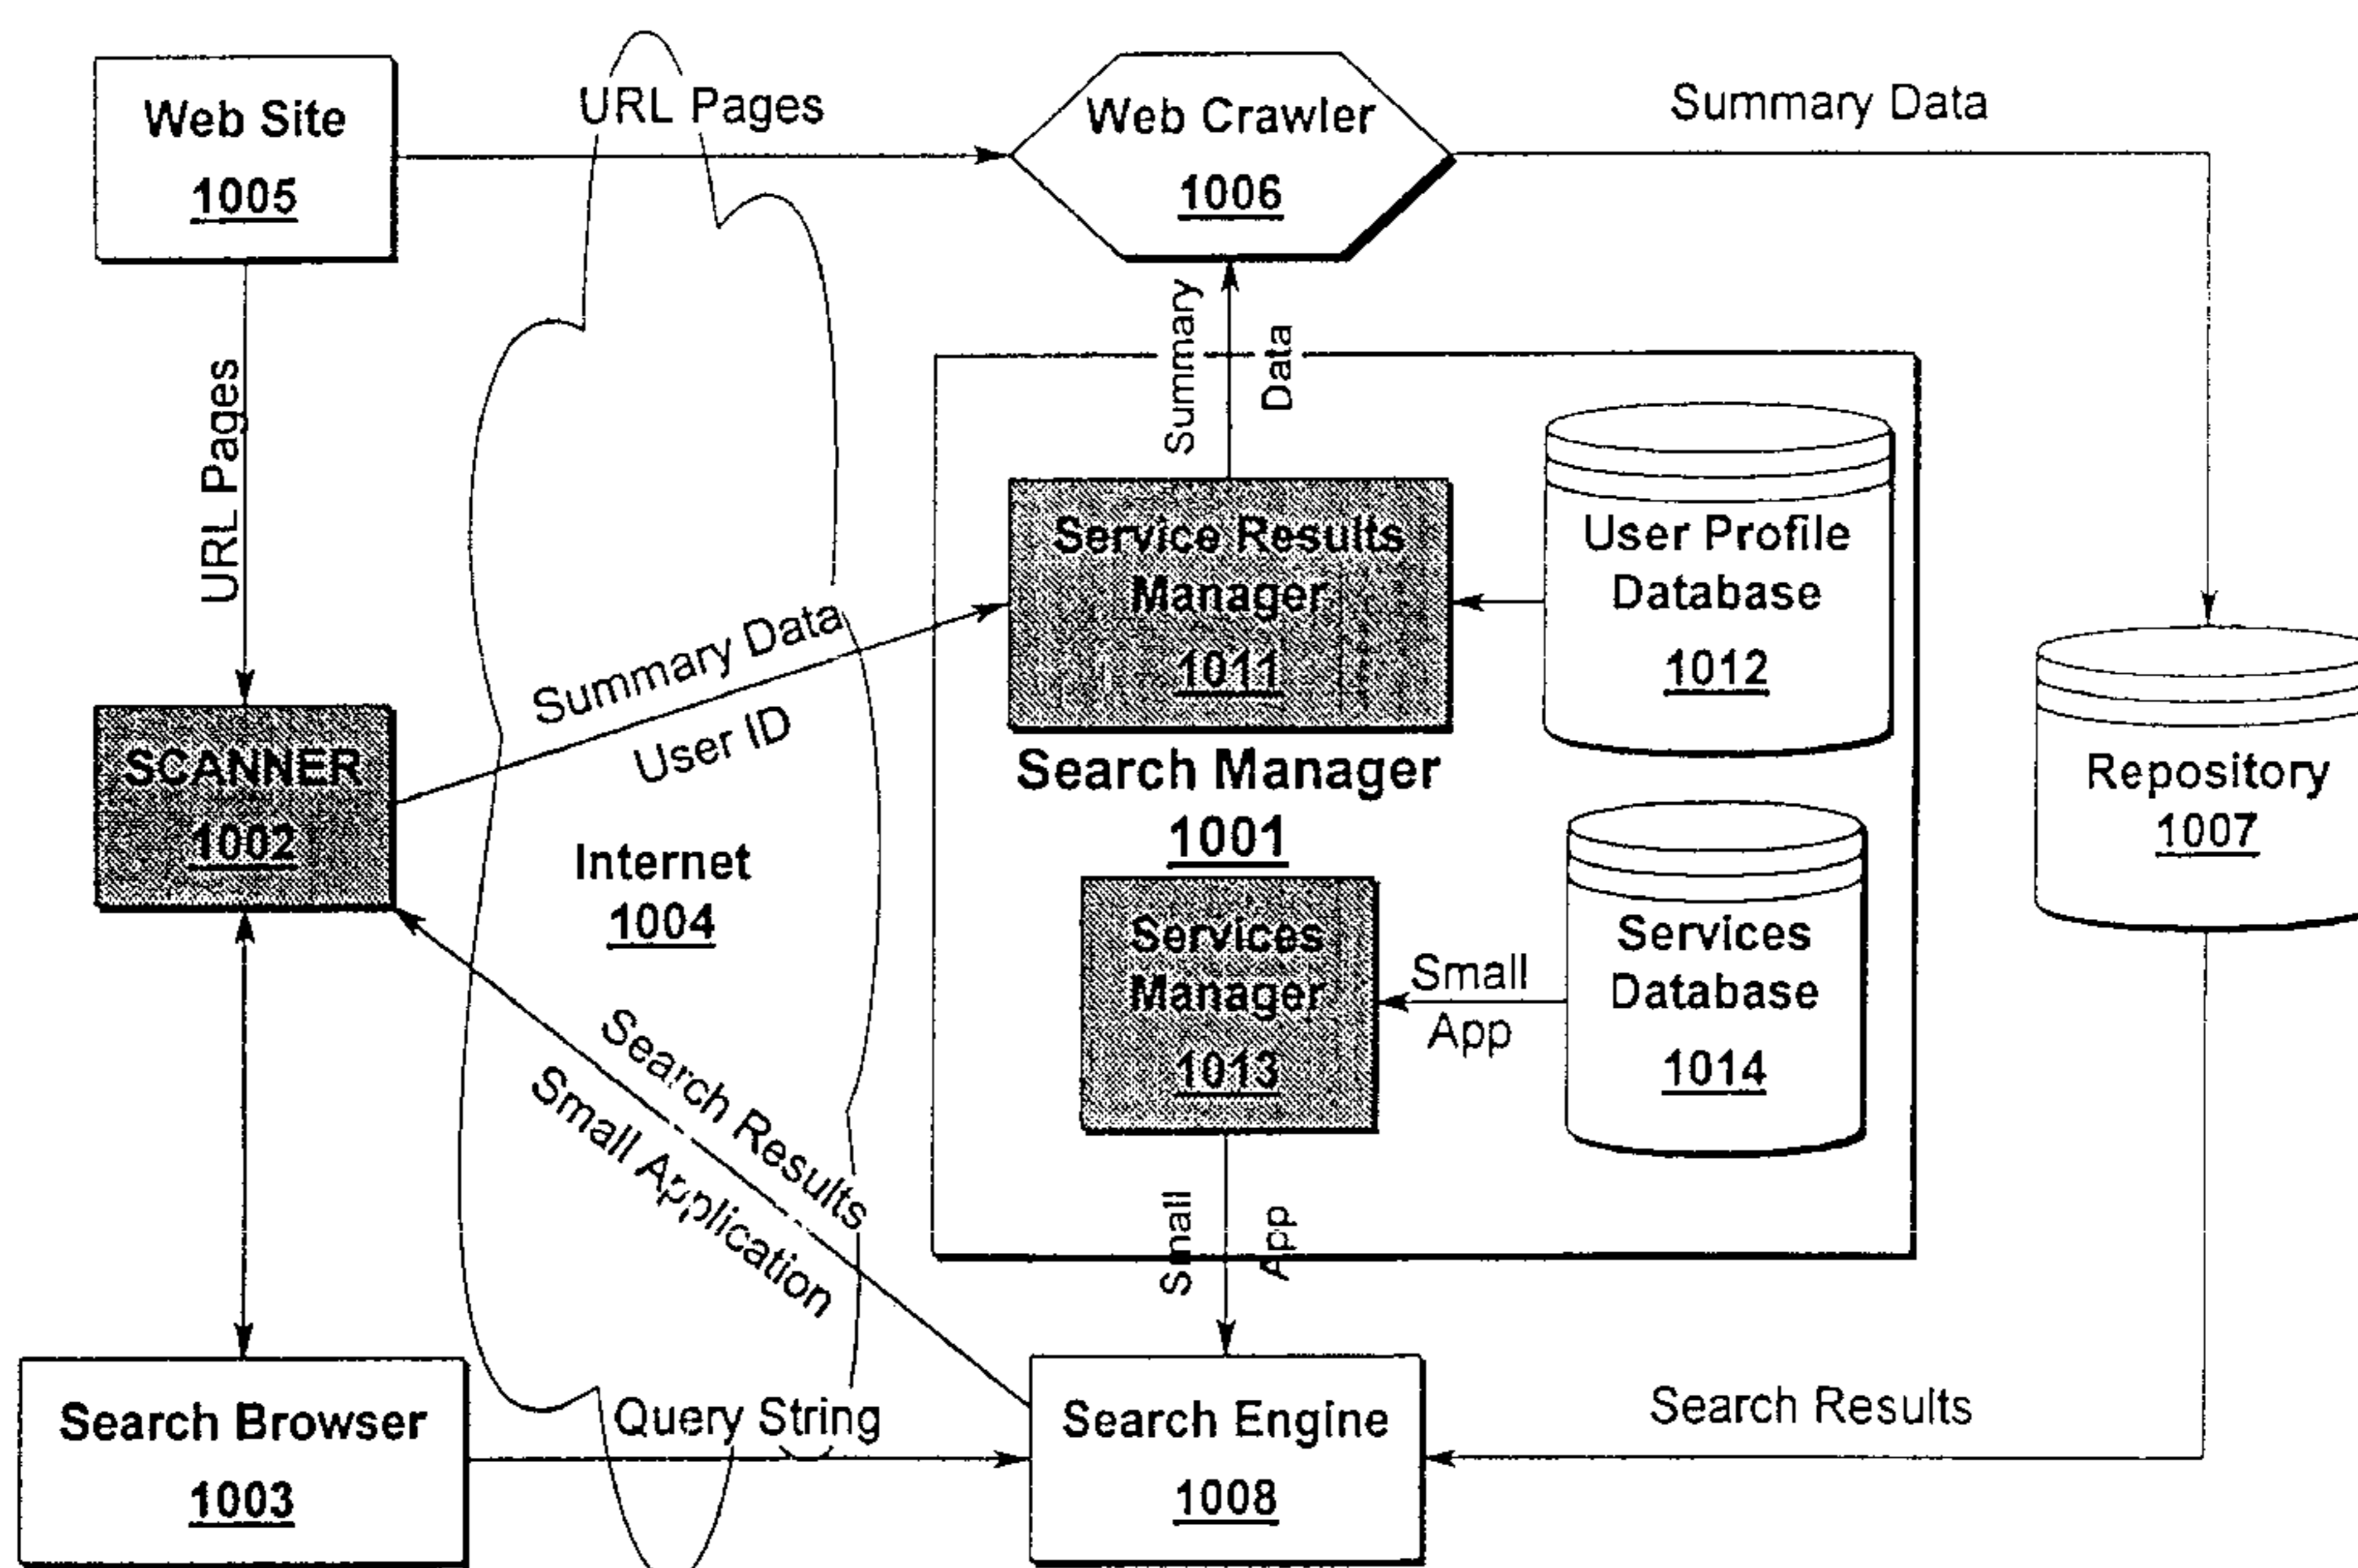 Web Site
1005
URL Pages
Web Crawler
1006
Summary Data
URL Pages
Summary
Data
Service Results
Manager
1011
User Profile
Database
1012
Summary Data
User ID
SCANNER
1002
Search Manager
1001
Internet
1004
Repository
1007
Services
Manager
1013
Small
App
Services
Database
1014
Search Results
Small Application
Small
App
Search Browser
1003
Query String
Search Engine
1008
Search Results